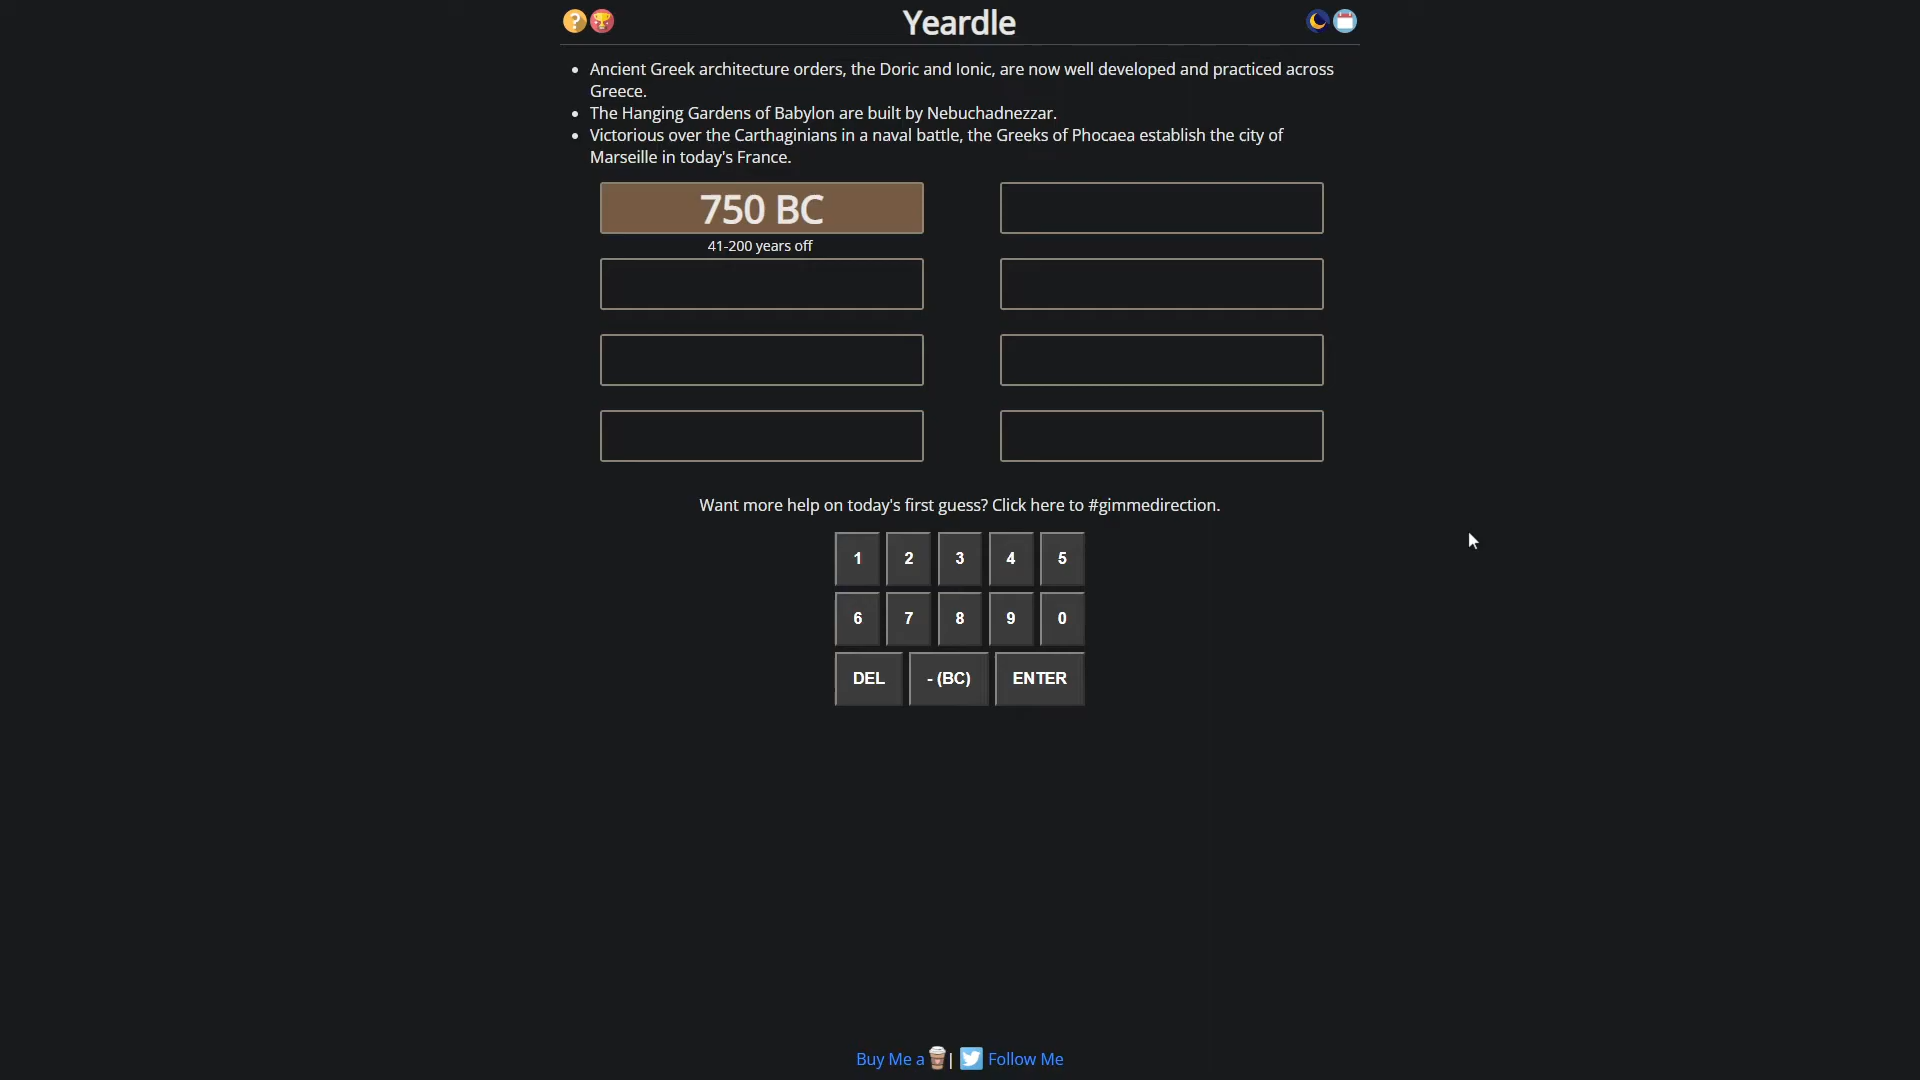 Yeardle
Ancient Greek architecture orders, the Doric and Ionic, are now well developed and practiced across
Greece.
The Hanging Gardens of Babylon are built by Nebuchadnezzar.
Victorious over the Carthaginians in a naval battle, the Greeks of Phocaea establish the city of
Marseille in today's France.
750 BC
41-200 years off
Want more help on today's first guess? Click here to #gimmedirection.
1 2 3 4 5
6 7 8 9 0
DEL - (BC) ENTER
Buy Me a | Follow Me